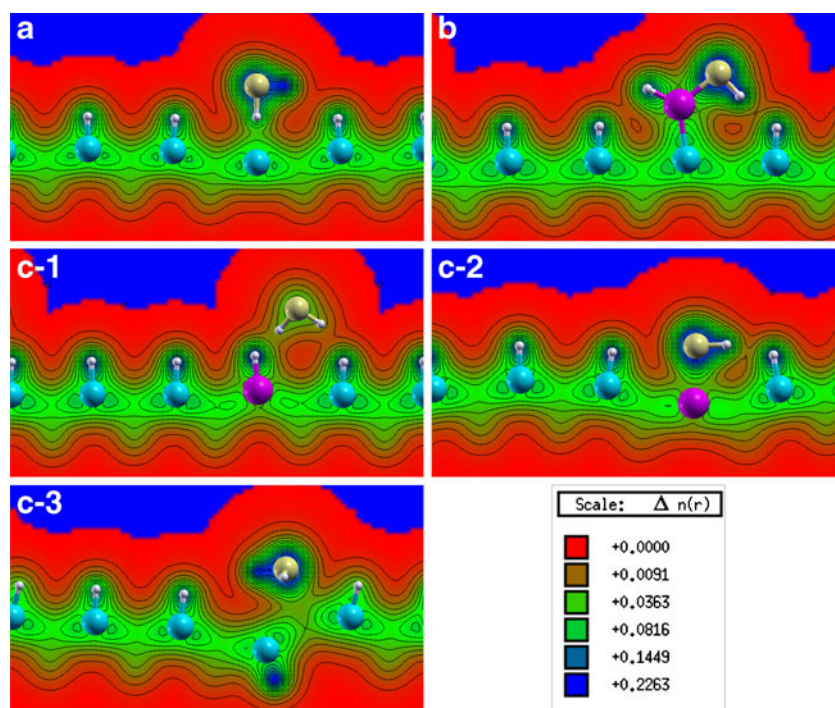 a
b
c-1
c-2
c-3
Scale: Δ n(r)
+0.0000
+0.0091
+0.0363
+0.0816
+0.1449
+0.2263